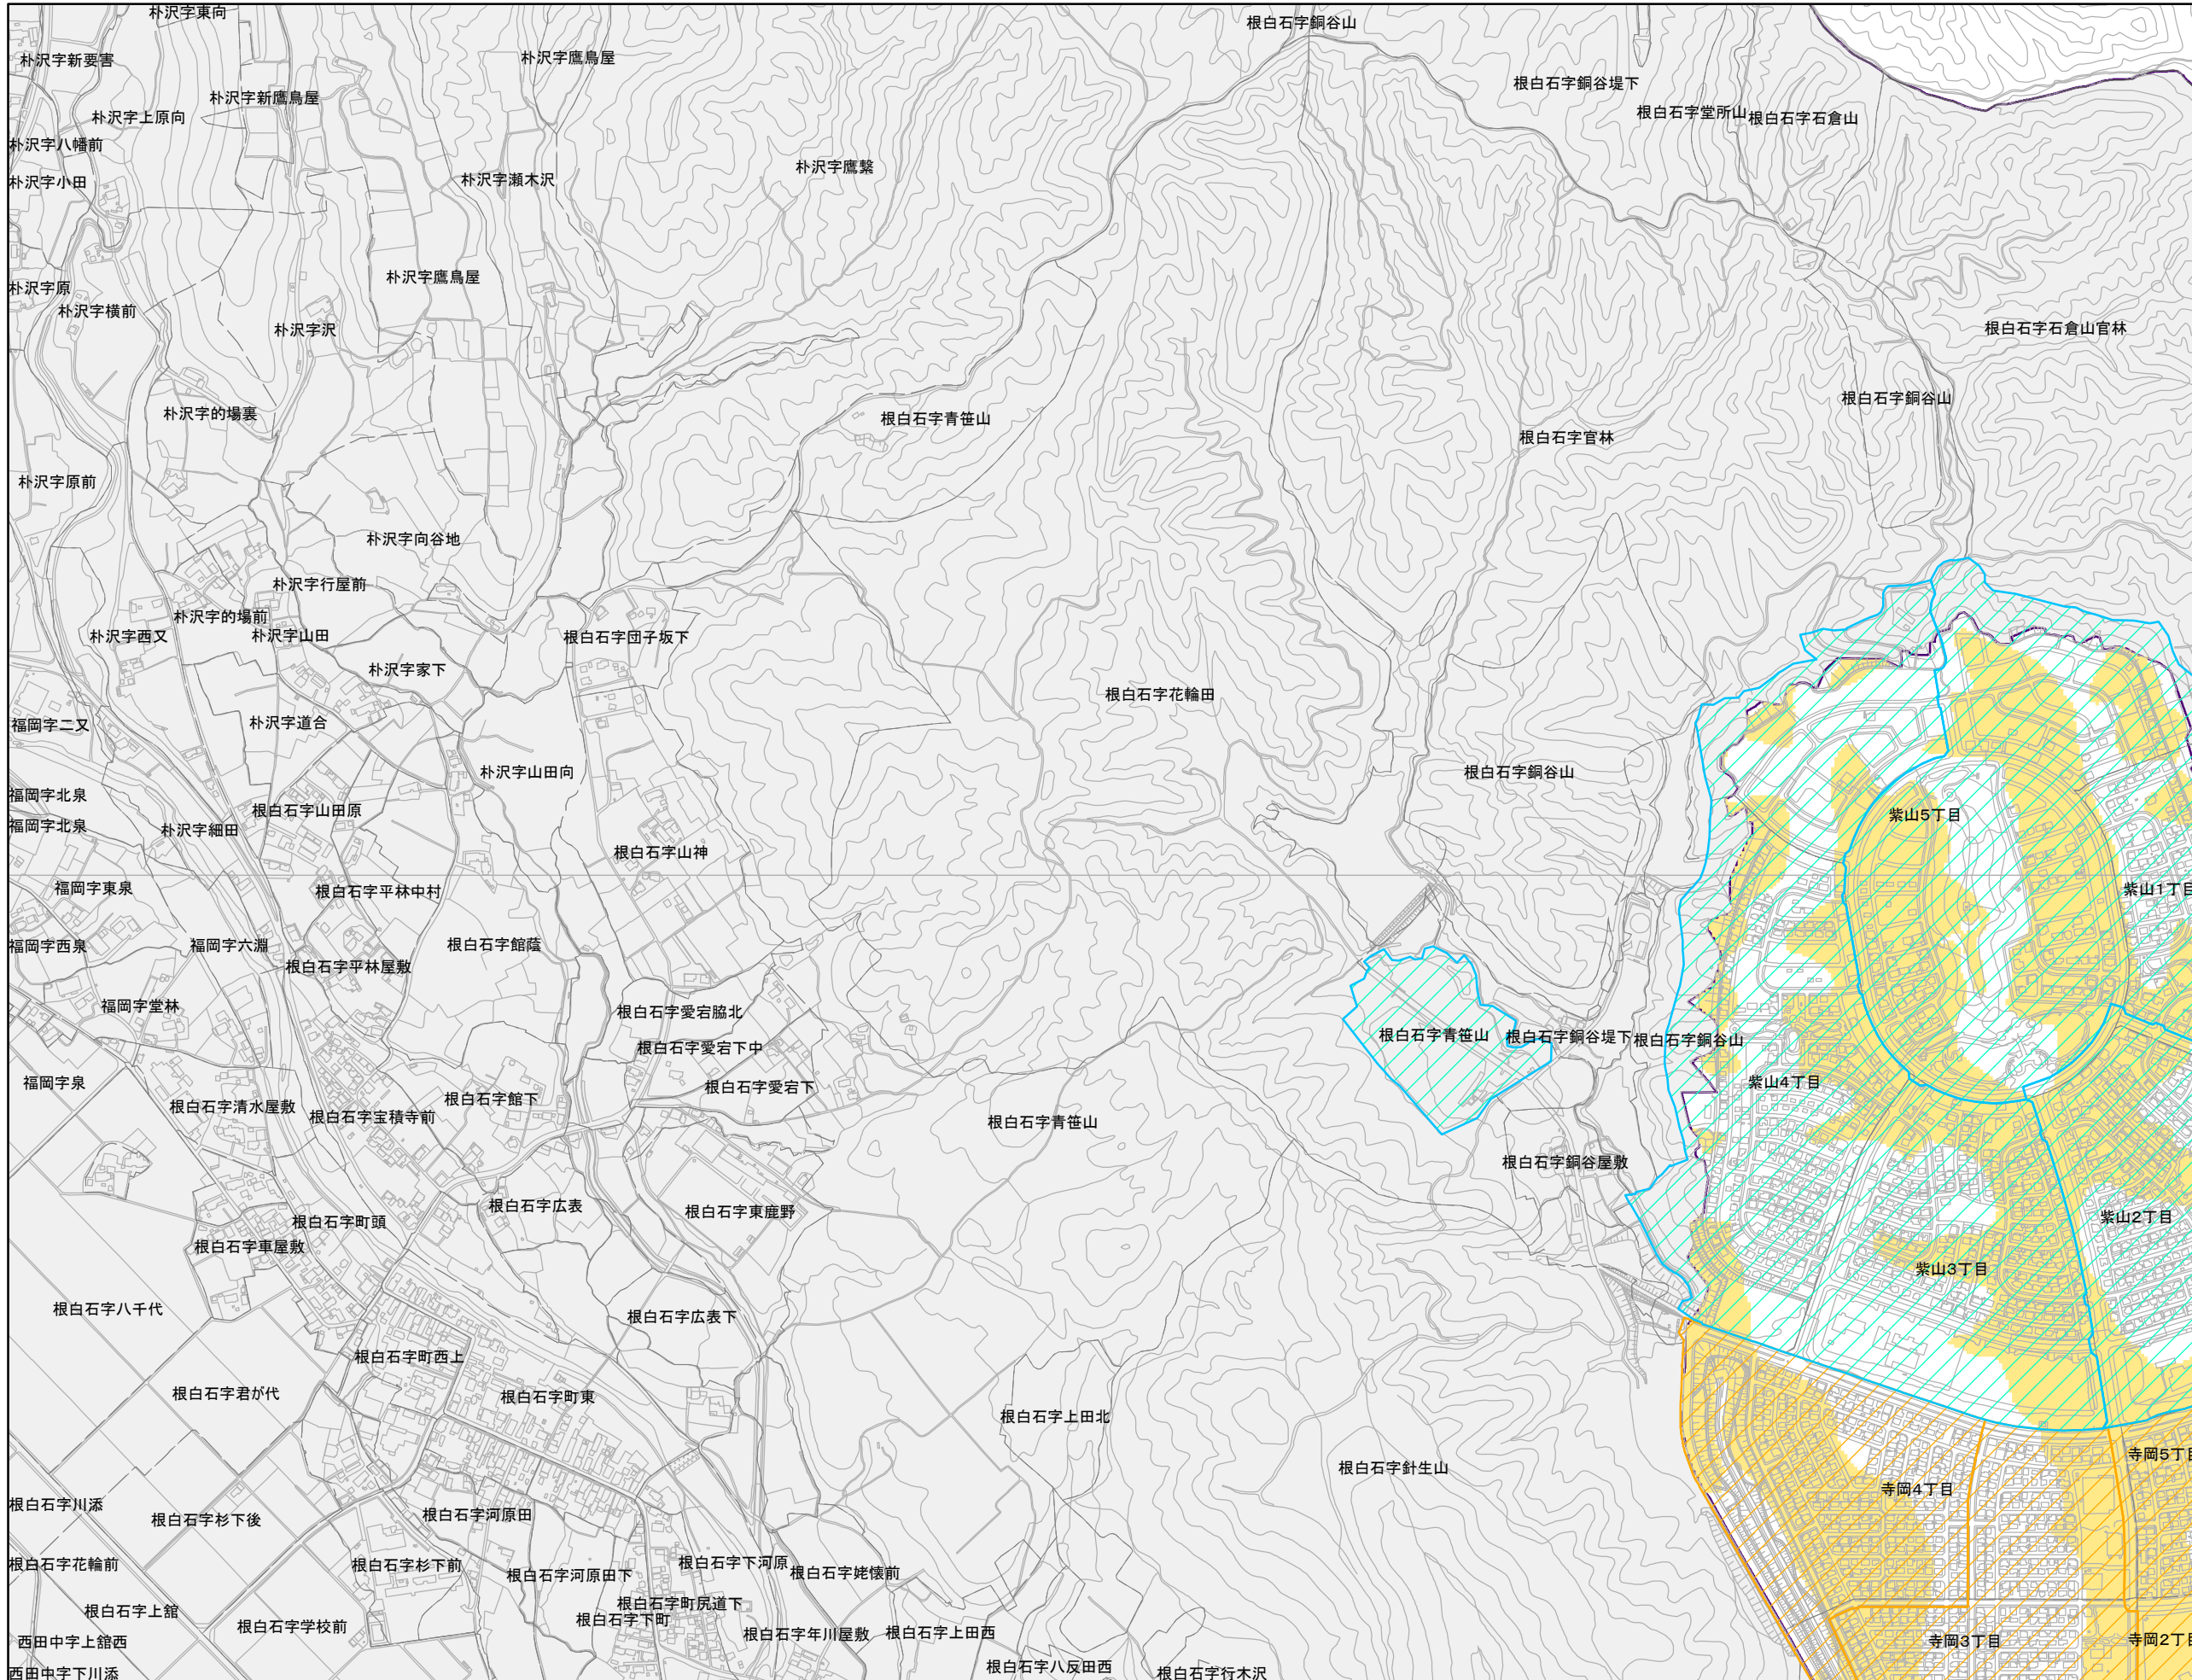 朴沢字東向
根白石字銅谷山
朴沢字新要害
朴沢字鷹鳥屋
根白石字銅谷堤下
朴沢字新鷹鳥屋
朴沢字上原向
根白石字堂所山
根白石字石倉山
朴沢字八幡前
朴沢字鷹繋
朴沢字小田
朴沢字瀬木沢
朴沢字鷹鳥屋
朴沢字原
朴沢字横前
朴沢字沢
根白石字石倉山官林
根白石字銅谷山
朴沢字的場裏
根白石字青笹山
根白石字官林
朴沢字原前
朴沢字向谷地
朴沢字行屋前
朴沢字的場前
朴沢字西又
朴沢字山田
根白石字団子坂下
朴沢字家下
根白石字花輪田
福岡字二又
朴沢字道合
朴沢字山田向
根白石字銅谷山
福岡字北泉
根白石字山田原
紫山5丁目
福岡字北泉
朴沢字細田
根白石字山神
福岡字東泉
根白石字平林中村
紫山1丁目
福岡字西泉
福岡字六淵
根白石字館蔭
根白石字平林屋敷
福岡字堂林
根白石字愛宕脇北
根白石字青笹山
根白石字銅谷堤下
根白石字銅谷山
根白石字愛宕下中
福岡字泉
根白石字愛宕下
紫山4丁目
根白石字清水屋敷
根白石字宝積寺前
根白石字館下
根白石字青笹山
根白石字銅谷屋敷
根白石字広表
根白石字東鹿野
根白石字町頭
紫山2丁目
根白石字車屋敷
紫山3丁目
根白石字八千代
根白石字広表下
根白石字町西上
根白石字君が代
根白石字町東
根白石字上田北
寺岡5丁目
根白石字針生山
寺岡4丁目
根白石字川添
根白石字杉下後
根白石字河原田
根白石字花輪前
根白石字杉下前
根白石字河原田下
根白石字下河原
根白石字姥懐前
根白石字上舘
根白石字町尻道下
根白石字学校前
根白石字下町
根白石字年川屋敷
根白石字上田西
西田中字上舘西
寺岡3丁目
寺岡2丁目
西田中字下川添
根白石字八反田西
根白石字行木沢